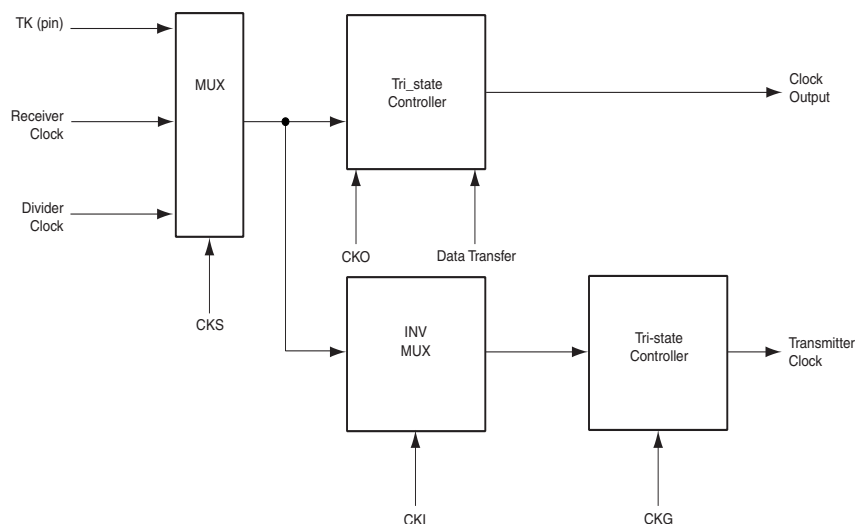 TK (pin)
MUX
Tri_state
Controller
Clock
Output
Receiver
Clock
Divider
Clock
CKO
Data Transfer
CKS
INV
MUX
Tri-state
Controller
Transmitter
Clock
CKI
CKG